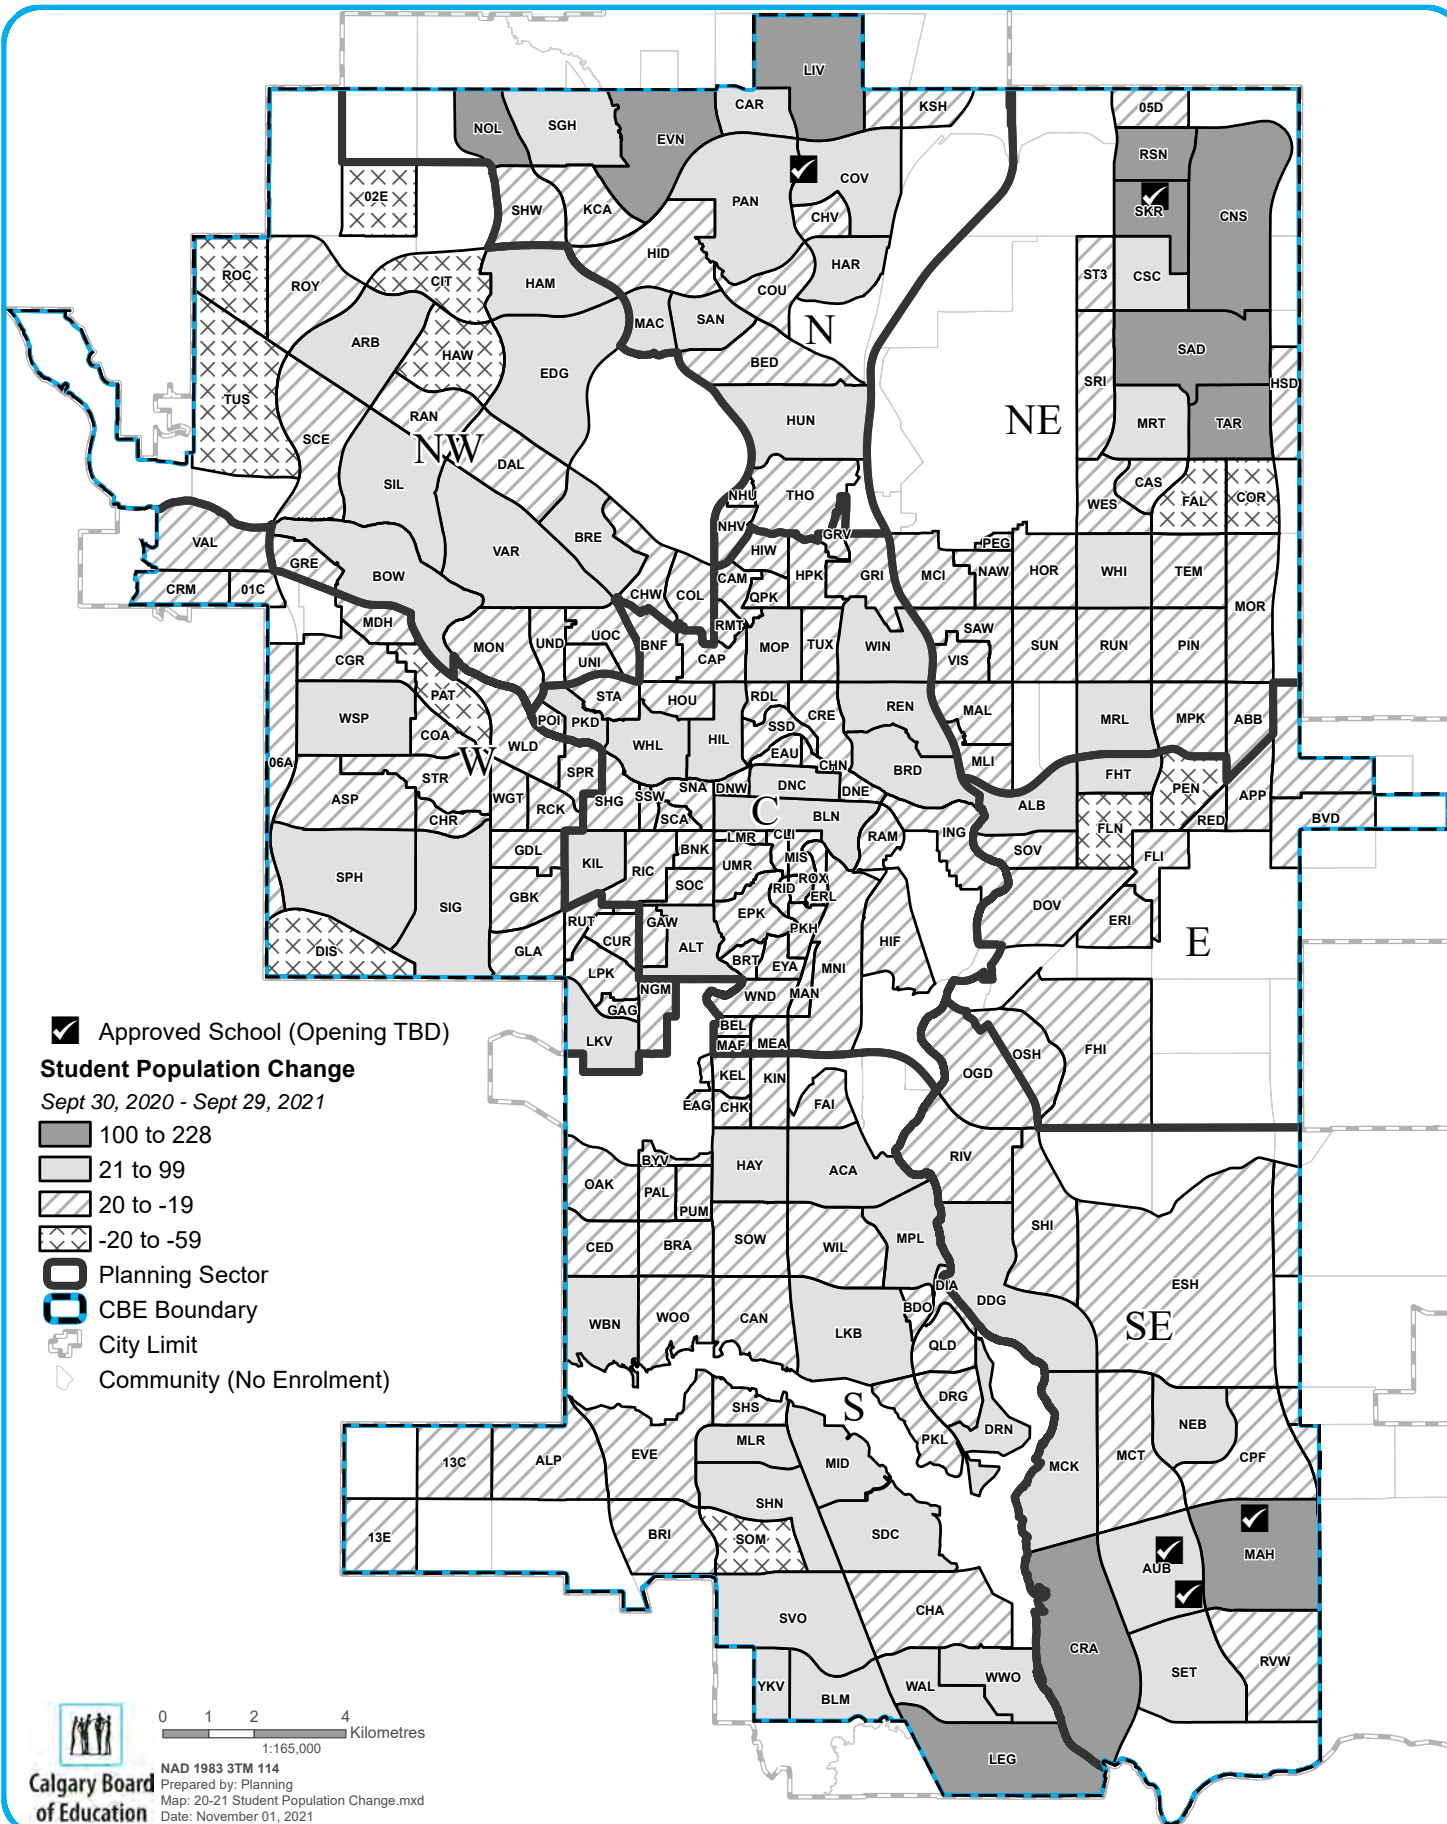 LIV
CAR
KSH
05D
NOL
SGH
EVN
RSN
COV
02E
SHW
KCA
PAN
CHV
SKR
CNS
HID
HAR
ROC
ROY
CIT
HAM
COU
ST3
CSC
MAC
SAN
N
ARB
HAW
BED
SAD
EDG
SRI
HSD
TUS
RAN
HUN
NE
MRT
TAR
SCE
NW
DAL
SIL
NHU
THO
CAS
WES
FAL
COR
NHV
GRV
VAL
VAR
BRE
HIW
PEG
GRE
BOW
CAM
HPK
GRI
MCI
NAW
HOR
WHI
TEM
CRM
01C
CHW
COL
QPK
MOR
MDH
RMT
SAW
MON
UND
UOC
BNF
MOP
TUX
WIN
SUN
RUN
PIN
CGR
UNI
CAP
VIS
PAT
STA
HOU
RDL
REN
MAL
WSP
POI
PKD
SSD
CRE
MRL
MPK
ABB
COA
WLD
WHL
HIL
EAU
W
06A
STR
SPR
CHN
BRD
MLI
FHT
ASP
WGT
RCK
SHG
SSW
SNA
DNW
DNC
DNE
ALB
PEN
APP
CHR
SCA
C
BLN
RED
BVD
GDL
LMR
CLI
RAM
ING
FLN
KIL
RIC
BNK
UMR
MIS
SOV
FLI
SPH
SIG
GBK
SOC
RID
ROX
ERL
DOV
RUT
GAW
EPK
PKH
ERI
DIS
GLA
CUR
ALT
HIF
E
LPK
BRT
EYA
MNI
NGM
WND
MAN
GAG
BEL
LKV
MAF
MEA
OSH
FHI
KEL
KIN
OGD
EAG
CHK
FAI
BYV
HAY
ACA
RIV
OAK
PAL
PUM
SHI
CED
BRA
SOW
WIL
MPL
ESH
DIA
DDG
BDO
WBN
WOO
CAN
LKB
SE
QLD
DRG
SHS
S
DRN
NEB
MLR
PKL
13C
ALP
EVE
MID
MCK
MCT
CPF
SHN
13E
BRI
SOM
SDC
MAH
AUB
SVO
CHA
CRA
RVW
YKV
BLM
WAL
WWO
SET
LEG
Approved School (Opening TBD)
Student Population Change
Sept 30, 2020 - Sept 29, 2021
100 to 228
21 to 99
20 to -19
-20 to -59
Planning Sector
CBE Boundary
City Limit
Community (No Enrolment)
0 1 2 4
Kilometres
1:165,000
NAD 1983 3TM 114
Prepared by: Planning
Map: 20-21 Student Population Change.mxd
Date: November 01, 2021
Calgary Board
of Education